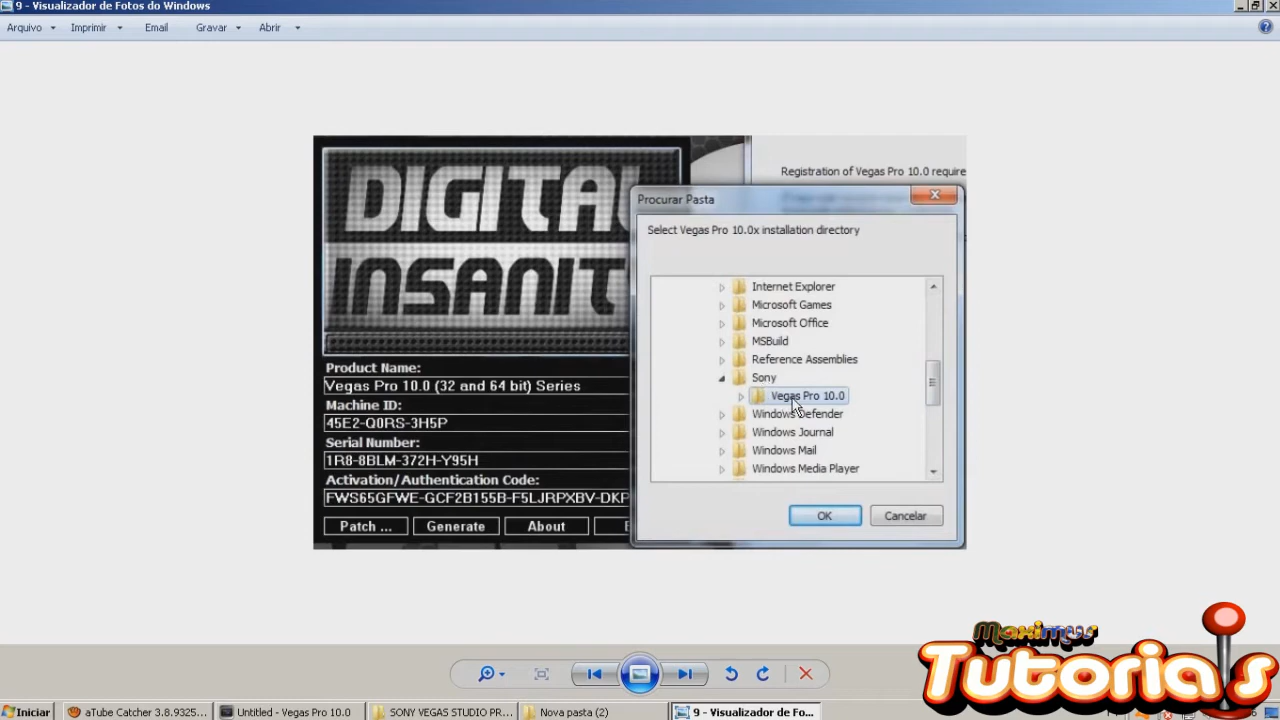 9 - Visualizador de Fotos do Windows
Arquivo Imprimir Email Gravar Abrir
DIGITAL
INSANIT
Product Name:
Vegas Pro 10.0 (32 and 64 bit) Series
Machine ID:
45E2-Q0RS-3H5P
Serial Number:
1R8-8BLM-372H-Y95H
Activation/Authentication Code:
FWS65GFWE-GCF2B155B-F5LJRPXBV-DKP
Patch ... Generate About
Registration of Vegas Pro 10.0 require
Procurar Pasta
Select Vegas Pro 10.0x installation directory
Internet Explorer
Microsoft Games
Microsoft Office
MSBuild
Reference Assemblies
Sony
Vegas Pro 10.0
Windows Defender
Windows Journal
Windows Mail
Windows Media Player
OK Cancelar
Maximus
Tutoria's
Iniciar aTube Catcher 3.8.9325... Untitled - Vegas Pro 10.0 SONY VEGAS STUDIO PR... Nova pasta (2) 9 - Visualizador de Fo...